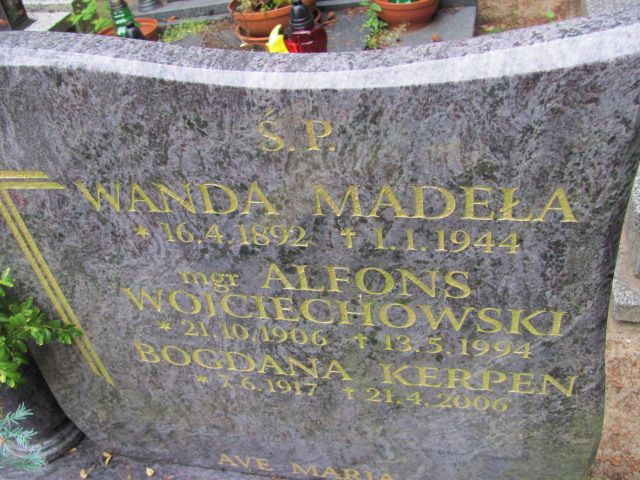 Ś.P.
WANDA MADEŁA
*16.4.1892 ✝1.1.1944
mgr ALFONS
WOJCIECHOWSKI
*21.10.1906 ✝13.5.1994
BOGDANA KERPEN
*7.6.1917 ✝21.4.2006
AVE MARIA